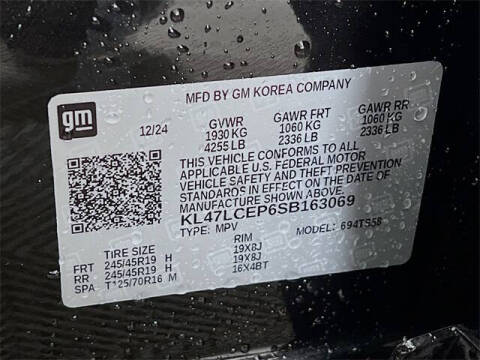 MFD BY GM KOREA COMPANY
gm
12/24 GVWR GAWR FRT GAWR RR
1930 KG 1060 KG 1060 KG
4255 LB 2336 LB 2336 LB
THIS VEHICLE CONFORMS TO ALL
APPLICABLE U.S. FEDERAL MOTOR
VEHICLE SAFETY AND THEFT PREVENTION
STANDARDS IN EFFECT ON THE DATE OF
MANUFACTURE SHOWN ABOVE.
KL47LCEP6SB163069
TYPE: MPV MODEL: 694TS58
TIRE SIZE RIM
FRT 245/45R19 H 19X8J
RR 245/45R19 H 19X8J
SPA T125/70R16 M 16X4BT